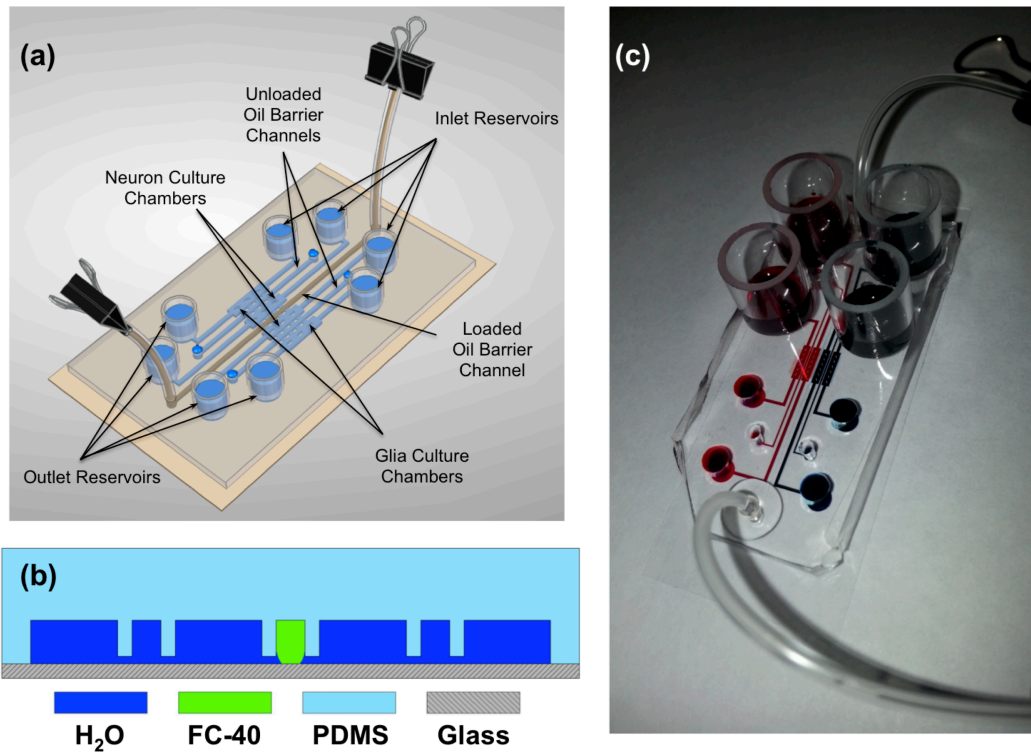 (a)
Unloaded
Oil Barrier
Channels
Inlet Reservoirs
Neuron Culture
Chambers
Loaded
Oil Barrier
Channel
Glia Culture
Chambers
Outlet Reservoirs
(b)
H₂O
FC-40
PDMS
Glass
(c)